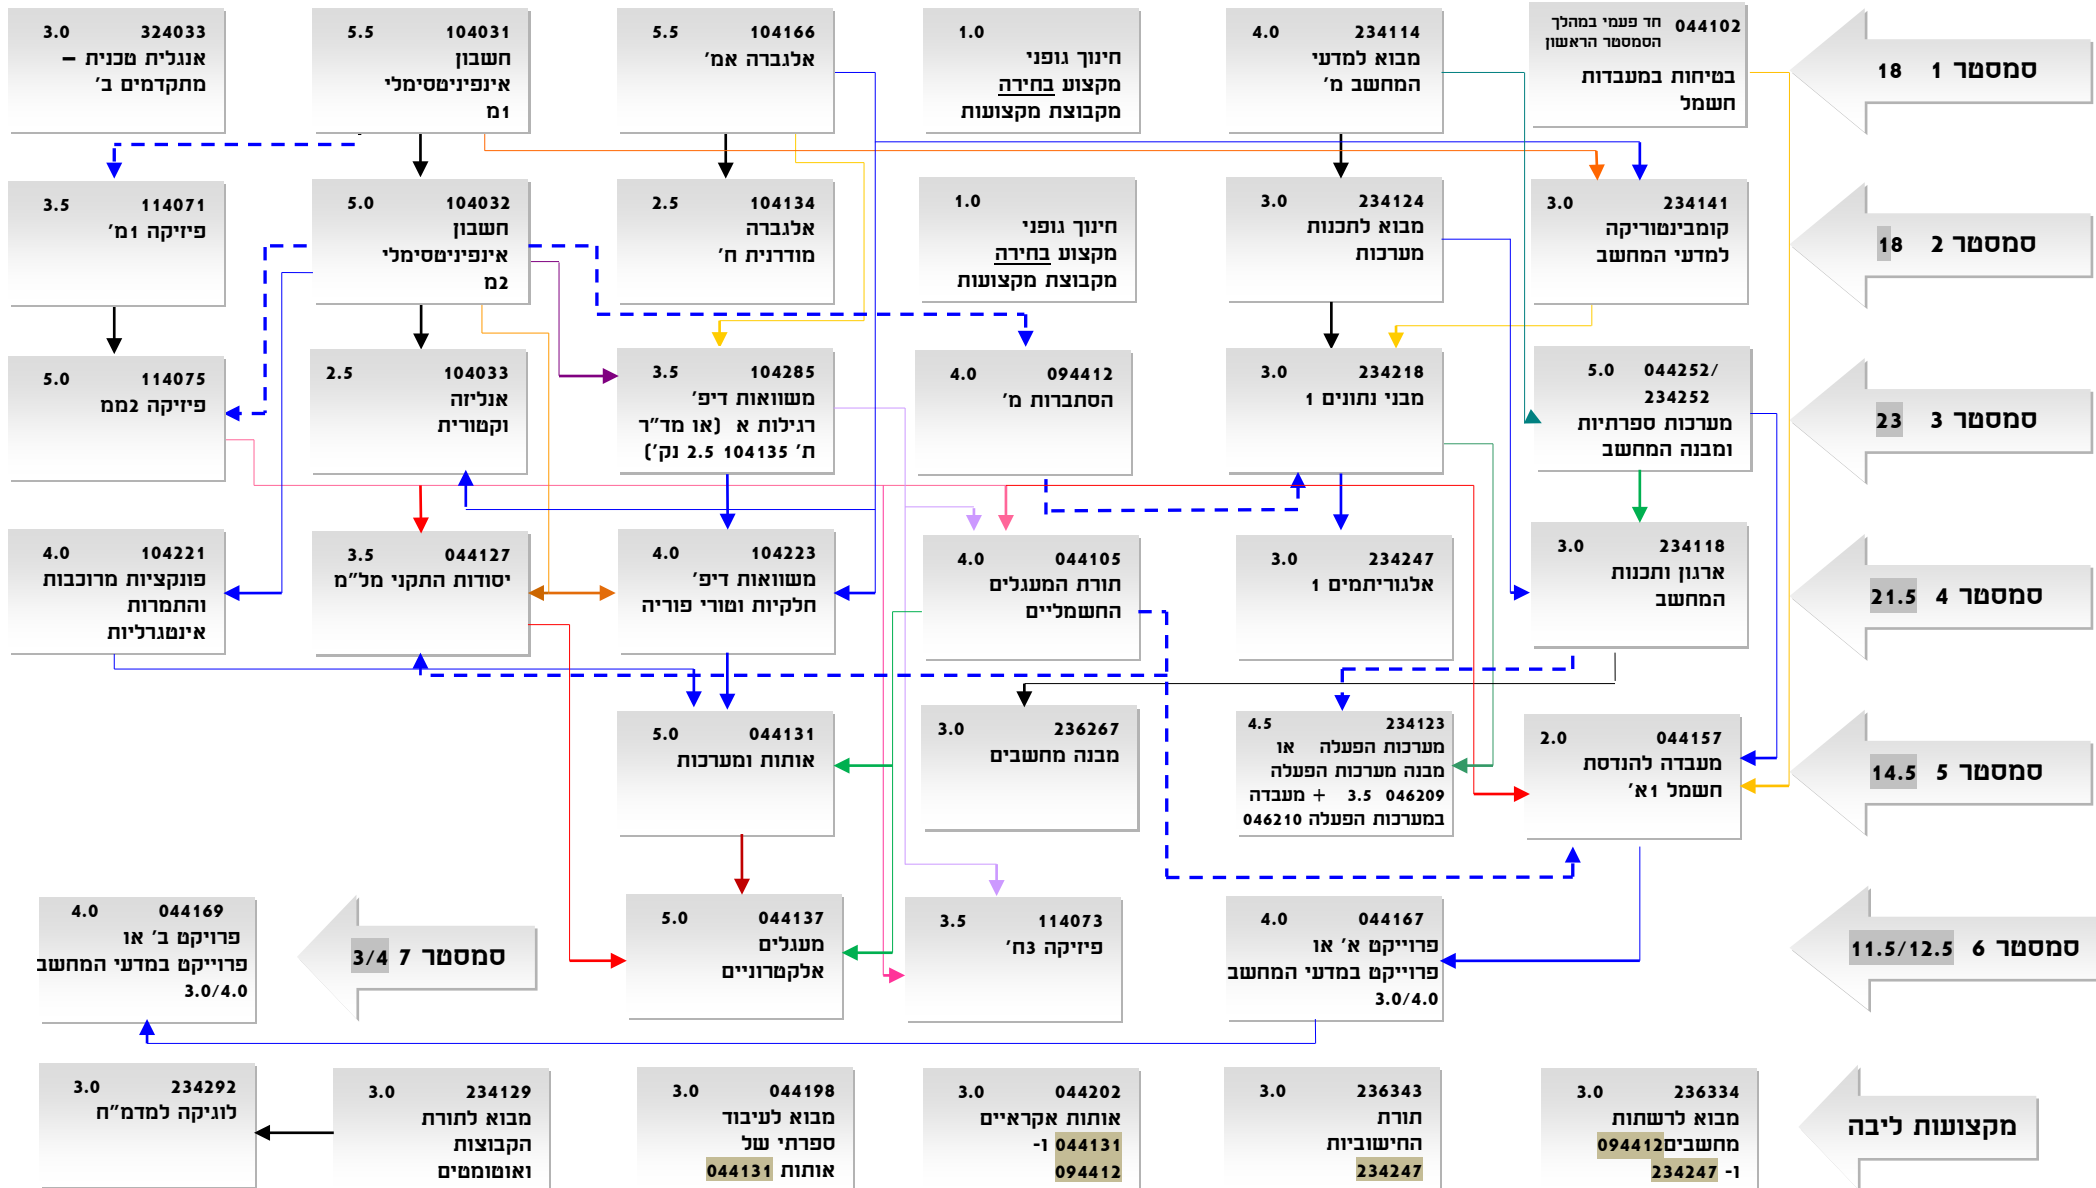 סמסטר 1 18
044102 חד פעמי במהלך
הסמסטר הראשון
בטיחות במעבדות
חשמל
234114 4.0
מבוא למדעי
המחשב מ'
1.0
חינוך גופני
מקצוע בחירה
מקבוצת מקצועות
104166 5.5
אלגברה אמ'
104031 5.5
חשבון
אינפיניטסימלי
1מ
324033 3.0
אנגלית טכנית –
מתקדמים ב'
סמסטר 2 18
234141 3.0
קומבינטוריקה
למדעי המחשב
234124 3.0
מבוא לתכנות
מערכות
1.0
חינוך גופני
מקצוע בחירה
מקבוצת מקצועות
104134 2.5
אלגברה
מודרנית ח'
104032 5.0
חשבון
אינפיניטסימלי
2מ
114071 3.5
פיזיקה 1מ'
סמסטר 3 23
044252/ 5.0
234252
מערכות ספרתיות
ומבנה המחשב
234218 3.0
מבני נתונים 1
094412 4.0
הסתברות מ'
104285 3.5
משוואות דיפ'
רגילות א (או מד"ר
ת' 104135 2.5 נק')
104033 2.5
אנליזה
וקטורית
114075 5.0
פיזיקה 2ממ
סמסטר 4 21.5
234118 3.0
ארגון ותכנות
המחשב
234247 3.0
אלגוריתמים 1
044105 4.0
תורת המעגלים
החשמליים
104223 4.0
משוואות דיפ'
חלקיות וטורי פוריה
044127 3.5
יסודות התקני מל"מ
104221 4.0
פונקציות מרוכבות
והתמרות
אינטגרליות
סמסטר 5 14.5
044157 2.0
מעבדה להנדסת
חשמל 1א'
234123 4.5
מערכות הפעלה או
מבנה מערכות הפעלה
046209 3.5 + מעבדה
במערכות הפעלה 046210
236267 3.0
מבנה מחשבים
044131 5.0
אותות ומערכות
סמסטר 6 11.5/12.5
044167 4.0
פרוייקט א' או
פרוייקט במדעי המחשב
3.0/4.0
114073 3.5
פיזיקה 3ח'
044137 5.0
מעגלים
אלקטרוניים
סמסטר 7 3/4
044169 4.0
פרויקט ב' או
פרוייקט במדעי המחשב
3.0/4.0
מקצועות ליבה
236334 3.0
מבוא לרשתות
מחשבים094412
ו- 234247
236343 3.0
תורת
החישוביות
234247
044202 3.0
אותות אקראיים
044131 ו-
094412
044198 3.0
מבוא לעיבוד
ספרתי של
אותות 044131
234129 3.0
מבוא לתורת
הקבוצות
ואוטומטים
234292 3.0
לוגיקה למדמ"ח